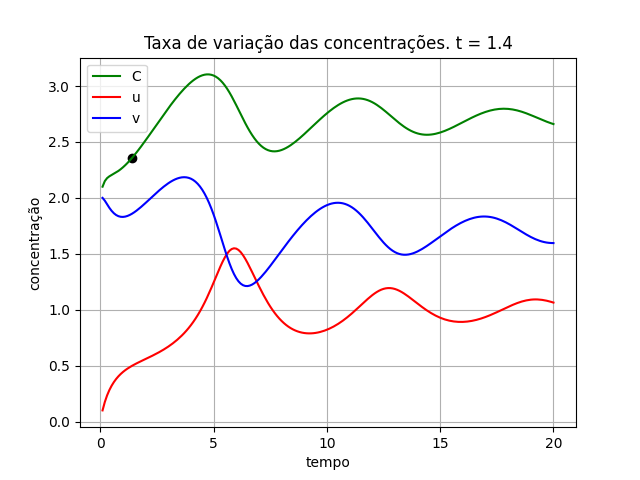 Taxa de variação das concentrações. t = 1.4
C
u
v
concentração
3.0
2.5
2.0
1.5
1.0
0.5
0.0
0 5 10 15 20
tempo